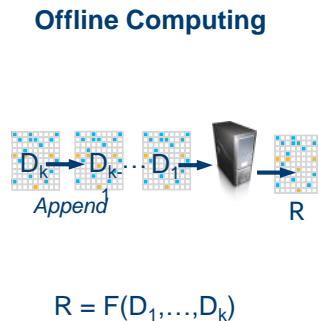 Offline Computing
Dk Dk-1 … D1
Append
R
R = F(D1,…,Dk)